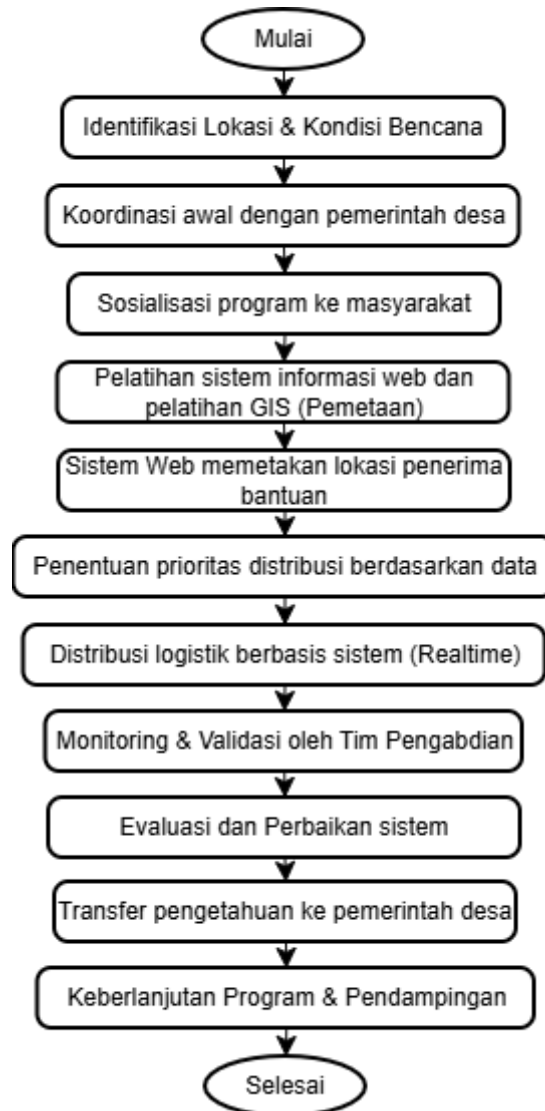 Mulai
Identifikasi Lokasi & Kondisi Bencana
Koordinasi awal dengan pemerintah desa
Sosialisasi program ke masyarakat
Pelatihan sistem informasi web dan
pelatihan GIS (Pemetaan)
Sistem Web memetakan lokasi penerima
bantuan
Penentuan prioritas distribusi berdasarkan data
Distribusi logistik berbasis sistem (Realtime)
Monitoring & Validasi oleh Tim Pengabdian
Evaluasi dan Perbaikan sistem
Transfer pengetahuan ke pemerintah desa
Keberlanjutan Program & Pendampingan
Selesai